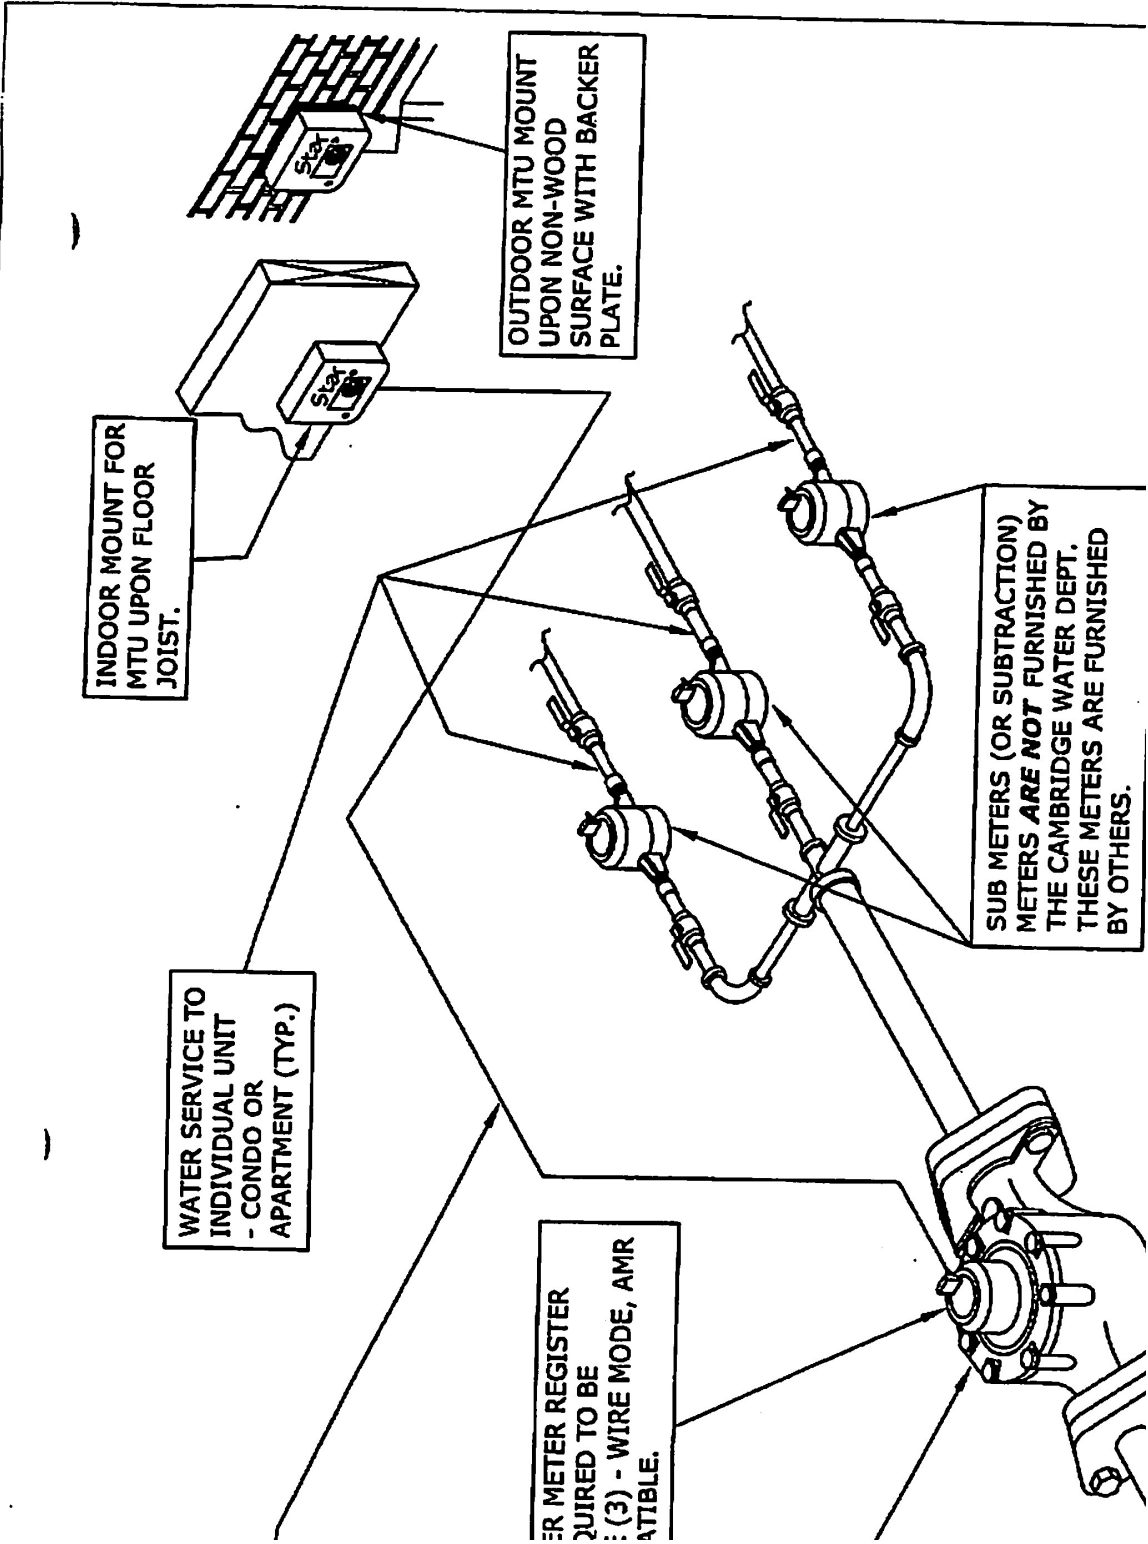 INDOOR MOUNT FOR
MTU UPON FLOOR
JOIST.
Star
Star
OUTDOOR MTU MOUNT
UPON NON-WOOD
SURFACE WITH BACKER
PLATE.
WATER SERVICE TO
INDIVIDUAL UNIT
- CONDO OR
APARTMENT (TYP.)
ER METER REGISTER
QUIRED TO BE
(3) - WIRE MODE, AMR
ATIBLE.
SUB METERS (OR SUBTRACTION)
METERS ARE NOT FURNISHED BY
THE CAMBRIDGE WATER DEPT.
THESE METERS ARE FURNISHED
BY OTHERS.